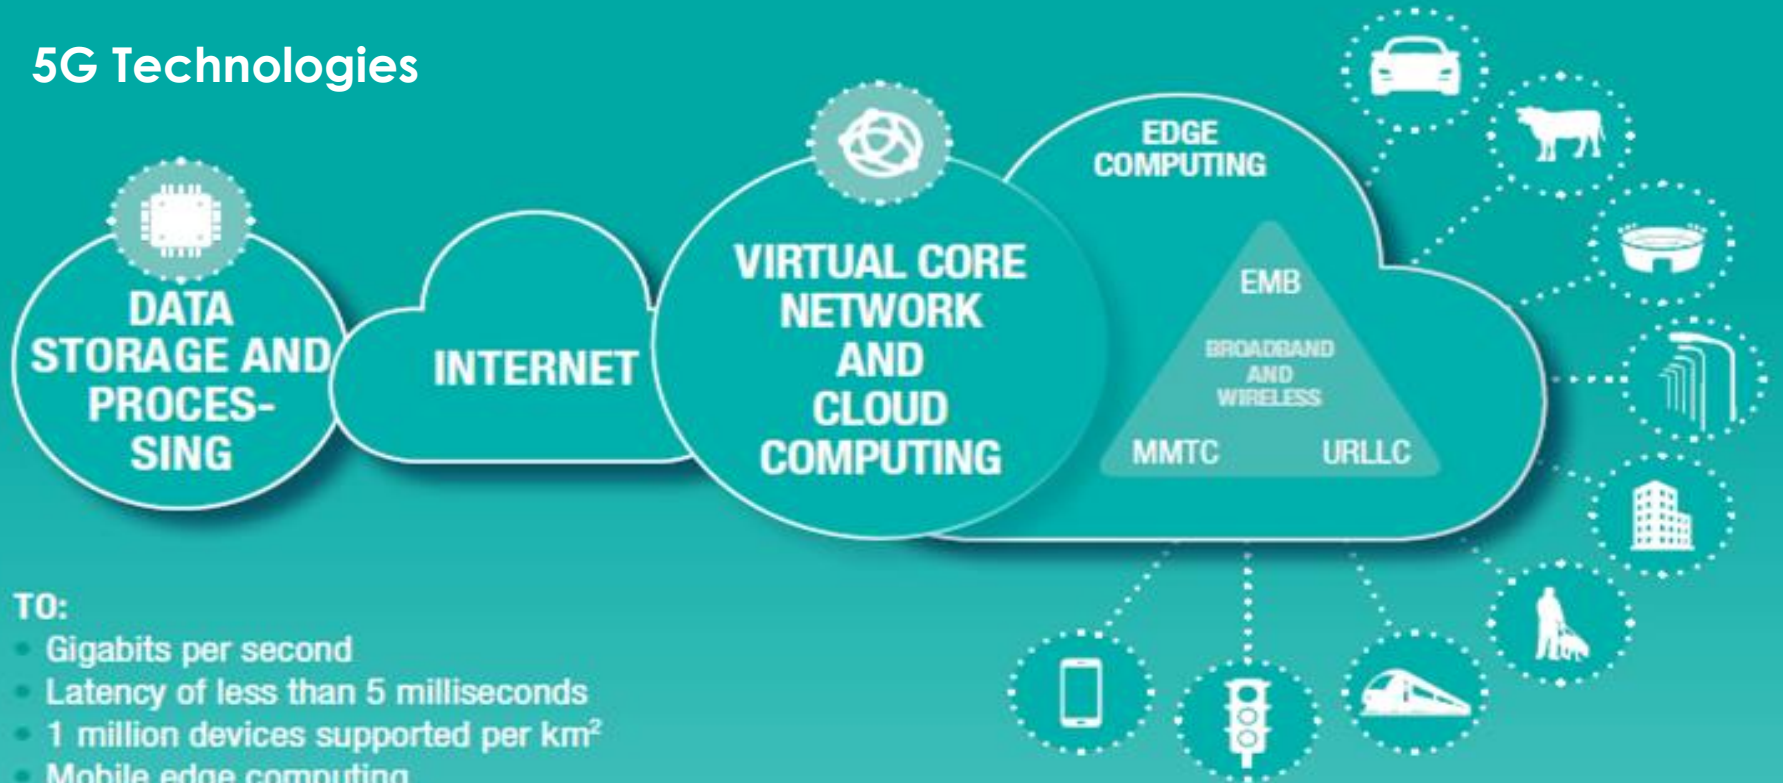 5G Technologies
DATA
STORAGE AND
PROCES-
SING
INTERNET
VIRTUAL CORE
NETWORK
AND
CLOUD
COMPUTING
EDGE
COMPUTING
EMB
BROADBAND
AND
WIRELESS
MMTC URLLC
TO:
• Gigabits per second
• Latency of less than 5 milliseconds
• 1 million devices supported per km²
• Mobile edge computing